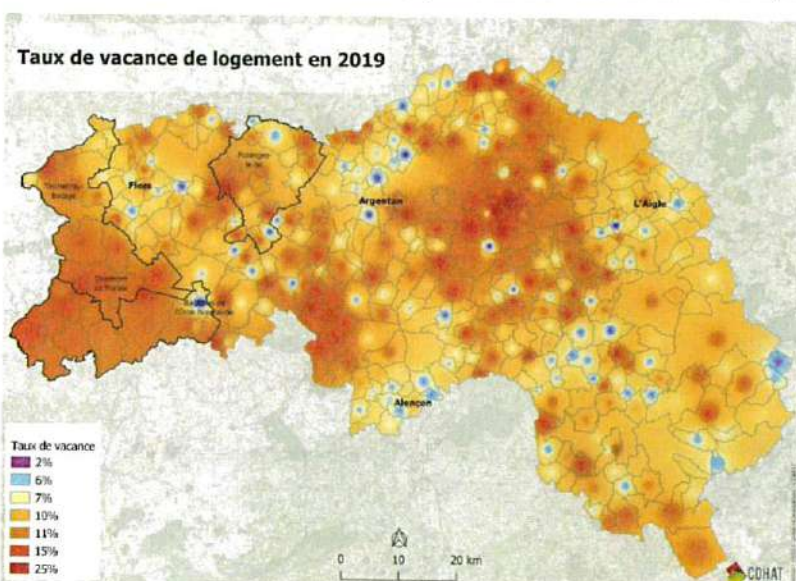 Taux de vacance de logement en 2019
Flers
Argentan
L'Aigle
Alençon
Taux de vacance
2%
6%
7%
10%
11%
15%
25%
0 10 20 km
CDHAT